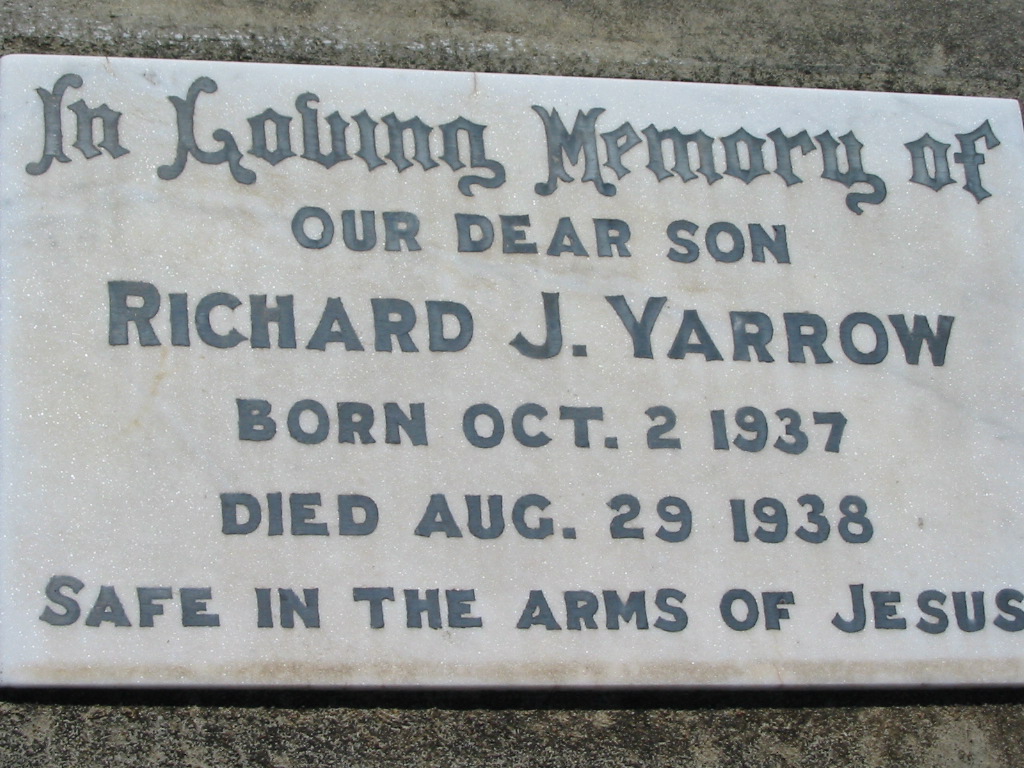 In Loving Memory of
OUR DEAR SON
RICHARD J. YARROW
BORN OCT. 2 1937
DIED AUG. 29 1938
SAFE IN THE ARMS OF JESUS